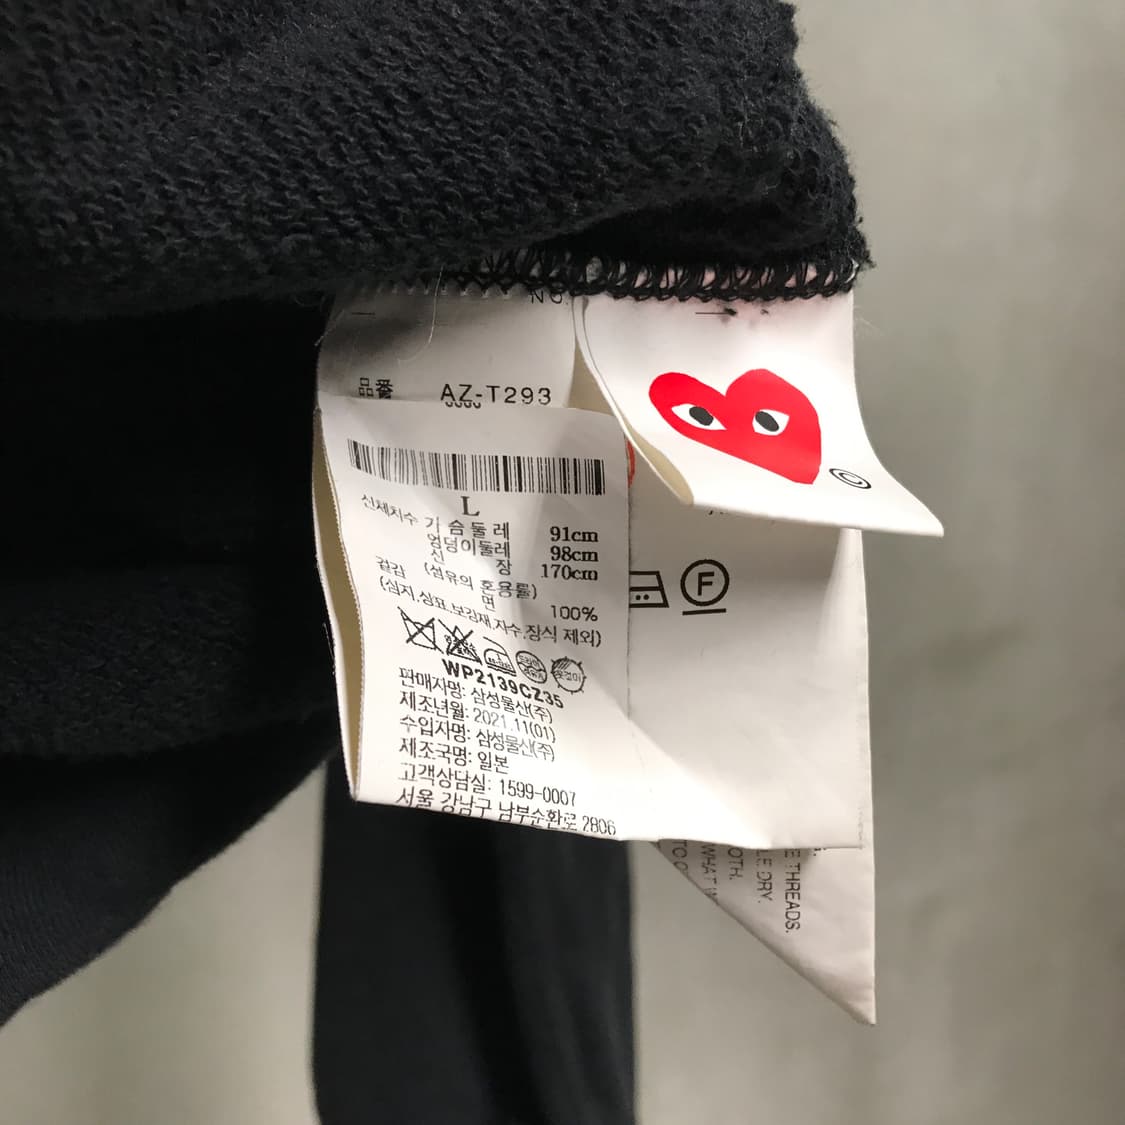 NO.
品番 AZ-T293
L
신체치수 가슴둘레 91cm
엉덩이둘레 98cm
신장 170cm
겉감 (섬유의 혼용률)
면 100%
(심지,상표,보강재,자수,장식 제외)
WP2139CZ35
판매자명: 삼성물산(주)
제조년월: 2021.11(01)
수입자명: 삼성물산(주)
제조국명: 일본
고객상담실: 1599-0007
서울 강남구 남부순환로 2806
©
F
THREADS.
DRY.